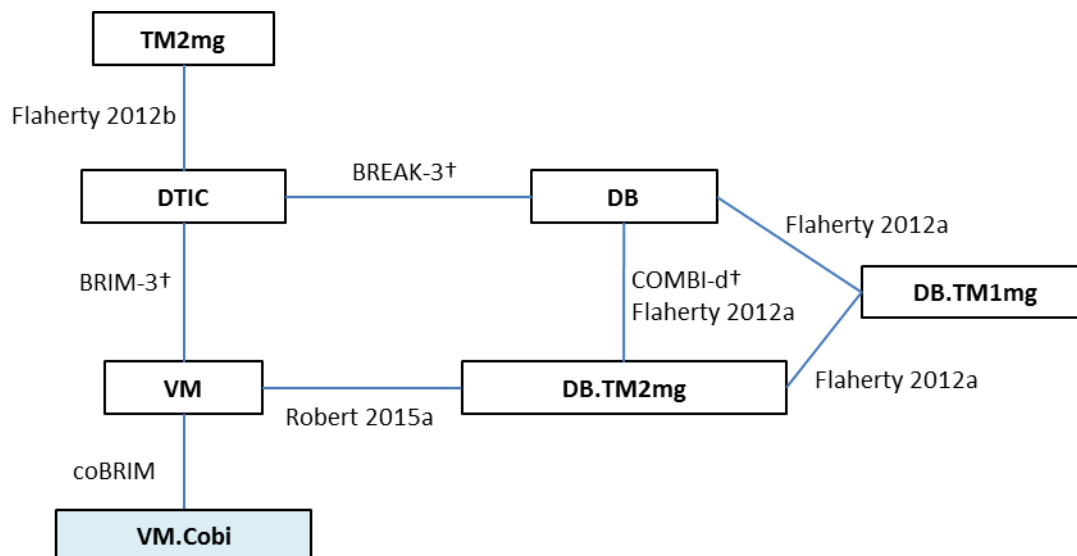 TM2mg
Flaherty 2012b
BREAK-3†
DTIC
DB
Flaherty 2012a
BRIM-3†
COMBI-d†
Flaherty 2012a
DB.TM1mg
VM
DB.TM2mg
Flaherty 2012a
Robert 2015a
coBRIM
VM.Cobi